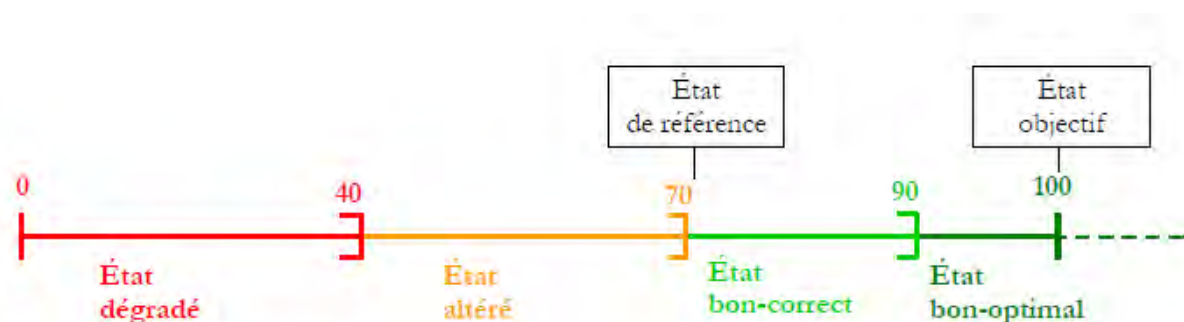 État
de référence
État
objectif
0
40
70
90
100
État
dégradé
État
altéré
État
bon-correct
État
bon-optimal